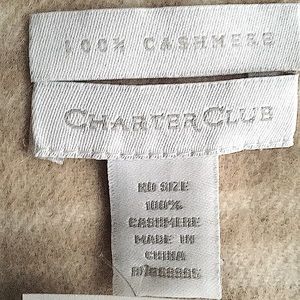 100% CASHMERE
CHARTER CLUB
NO SIZE
100%
CASHMERE
MADE IN
CHINA